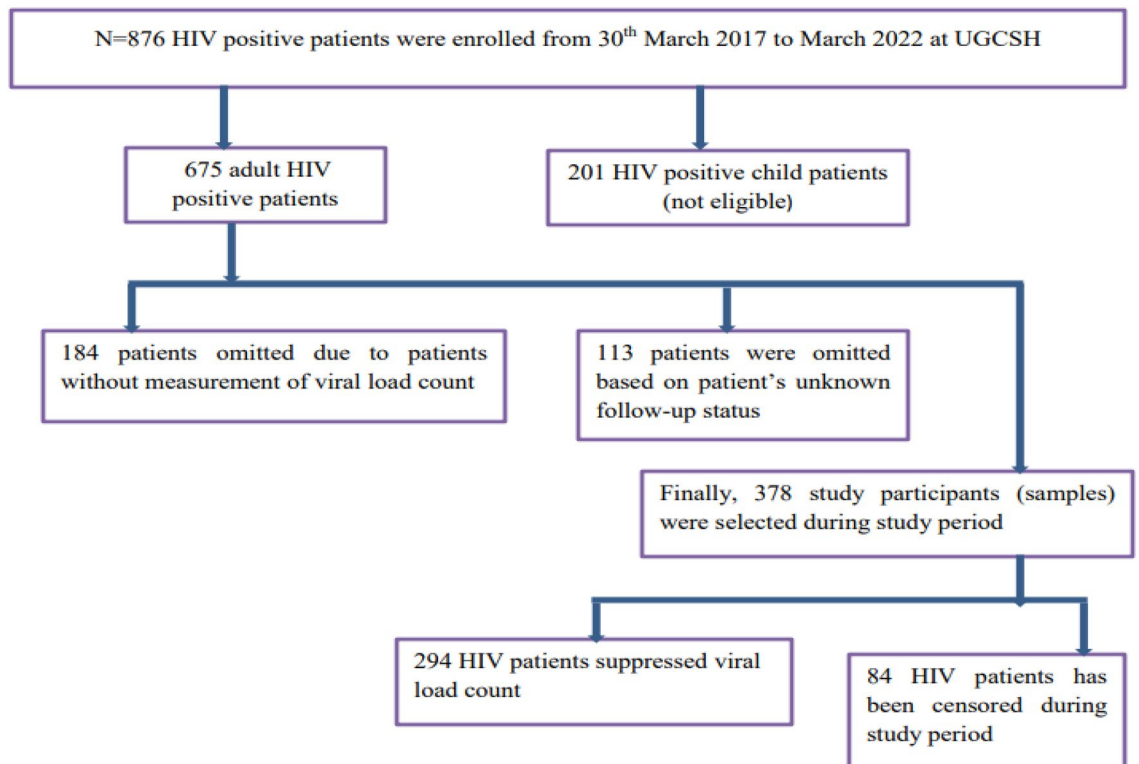 N=876 HIV positive patients were enrolled from 30th March 2017 to March 2022 at UGCSH
675 adult HIV
positive patients
201 HIV positive child patients
(not eligible)
184 patients omitted due to patients
without measurement of viral load count
113 patients were omitted
based on patient's unknown
follow-up status
Finally, 378 study participants (samples)
were selected during study period
294 HIV patients suppressed viral
load count
84 HIV patients has
been censored during
study period